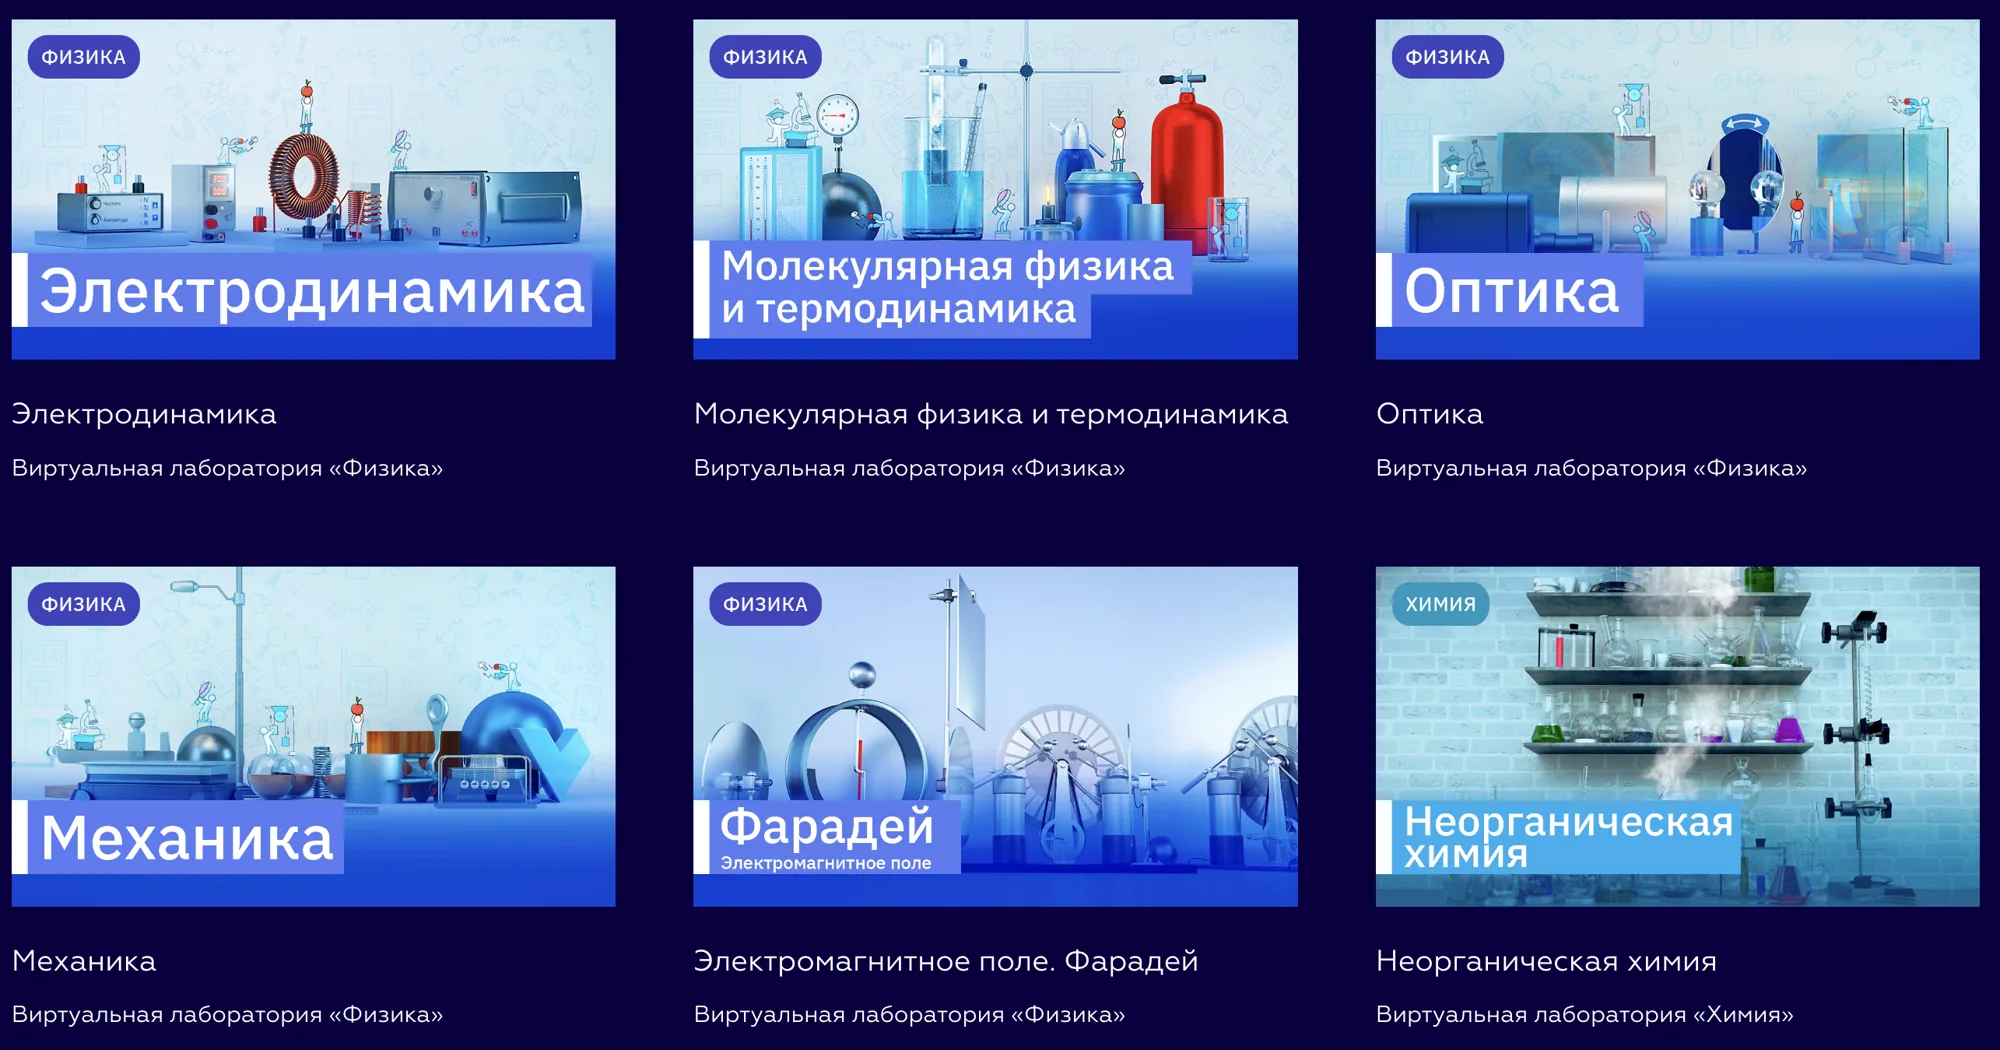 ФИЗИКА
Электродинамика
Электродинамика
Виртуальная лаборатория «Физика»
ФИЗИКА
Молекулярная физика
и термодинамика
Молекулярная физика и термодинамика
Виртуальная лаборатория «Физика»
ФИЗИКА
Оптика
Оптика
Виртуальная лаборатория «Физика»
ФИЗИКА
Механика
Механика
Виртуальная лаборатория «Физика»
ФИЗИКА
Фарадей
Электромагнитное поле
Электромагнитное поле. Фарадей
Виртуальная лаборатория «Физика»
ХИМИЯ
Неорганическая
химия
Неорганическая химия
Виртуальная лаборатория «Химия»